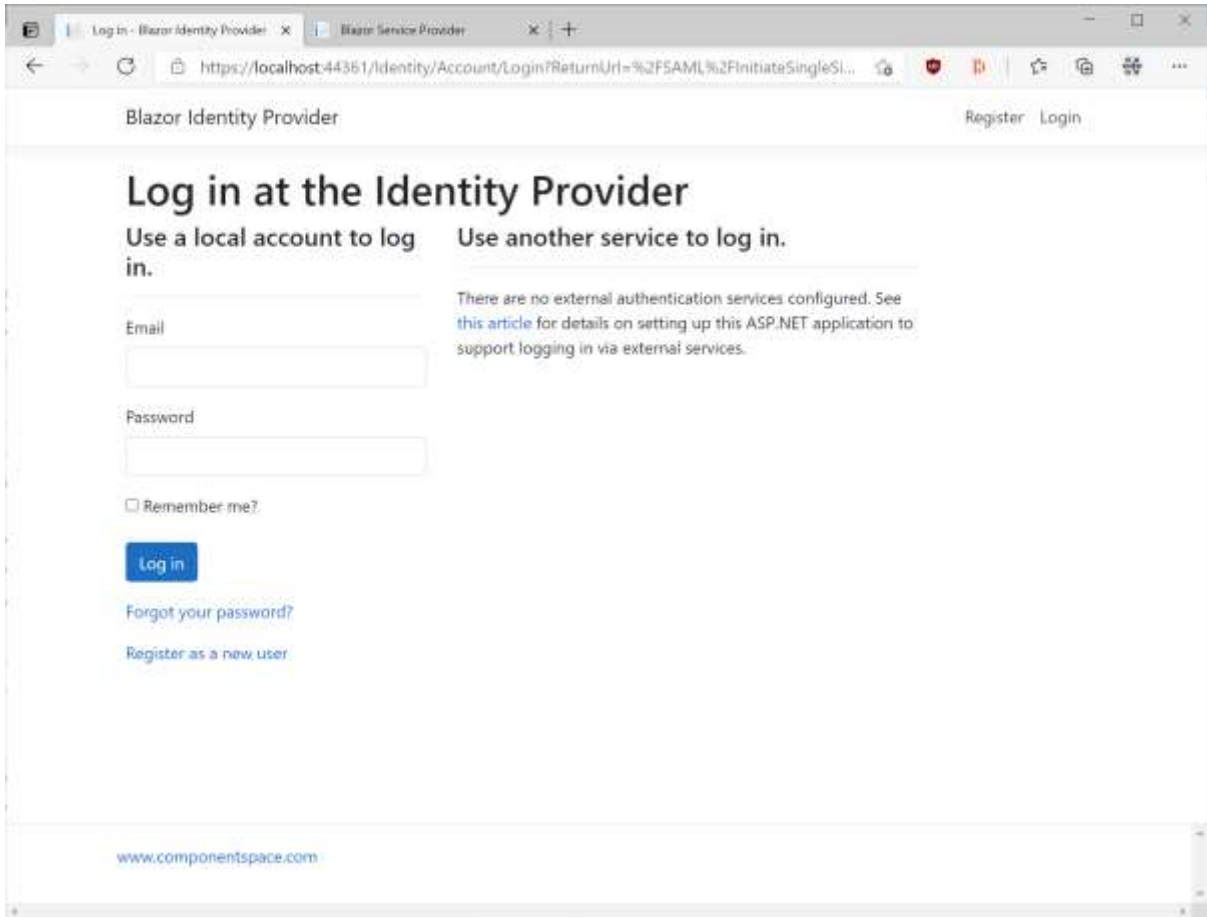 Log in - Blazor Identity Provider
Blazor Service Provider
https://localhost:44361/Identity/Account/Login?ReturnUrl=%2FSAML%2FInitiateSingleSi...
Blazor Identity Provider
Register Login
Log in at the Identity Provider
Use a local account to log
in.
Email
Password
Remember me?
Log in
Forgot your password?
Register as a new user
Use another service to log in.
There are no external authentication services configured. See
this article for details on setting up this ASP.NET application to
support logging in via external services.
www.componentspace.com